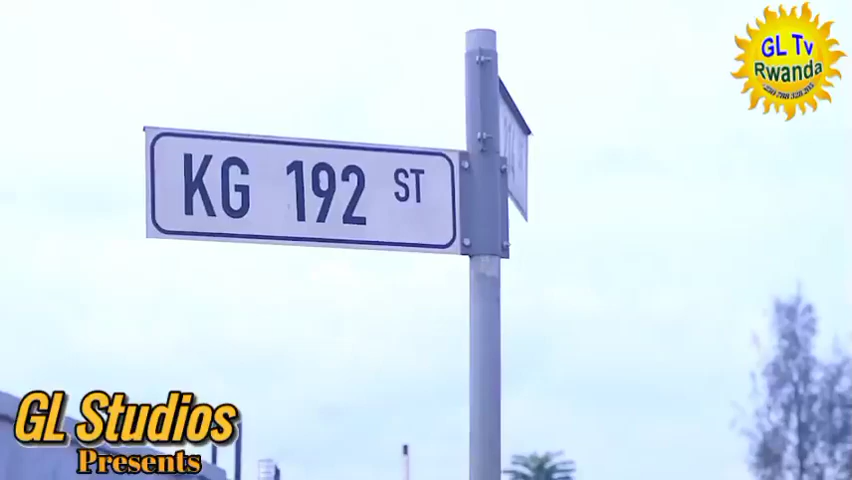 GL Tv
Rwanda
KG 192 ST
GL Studios
Presents